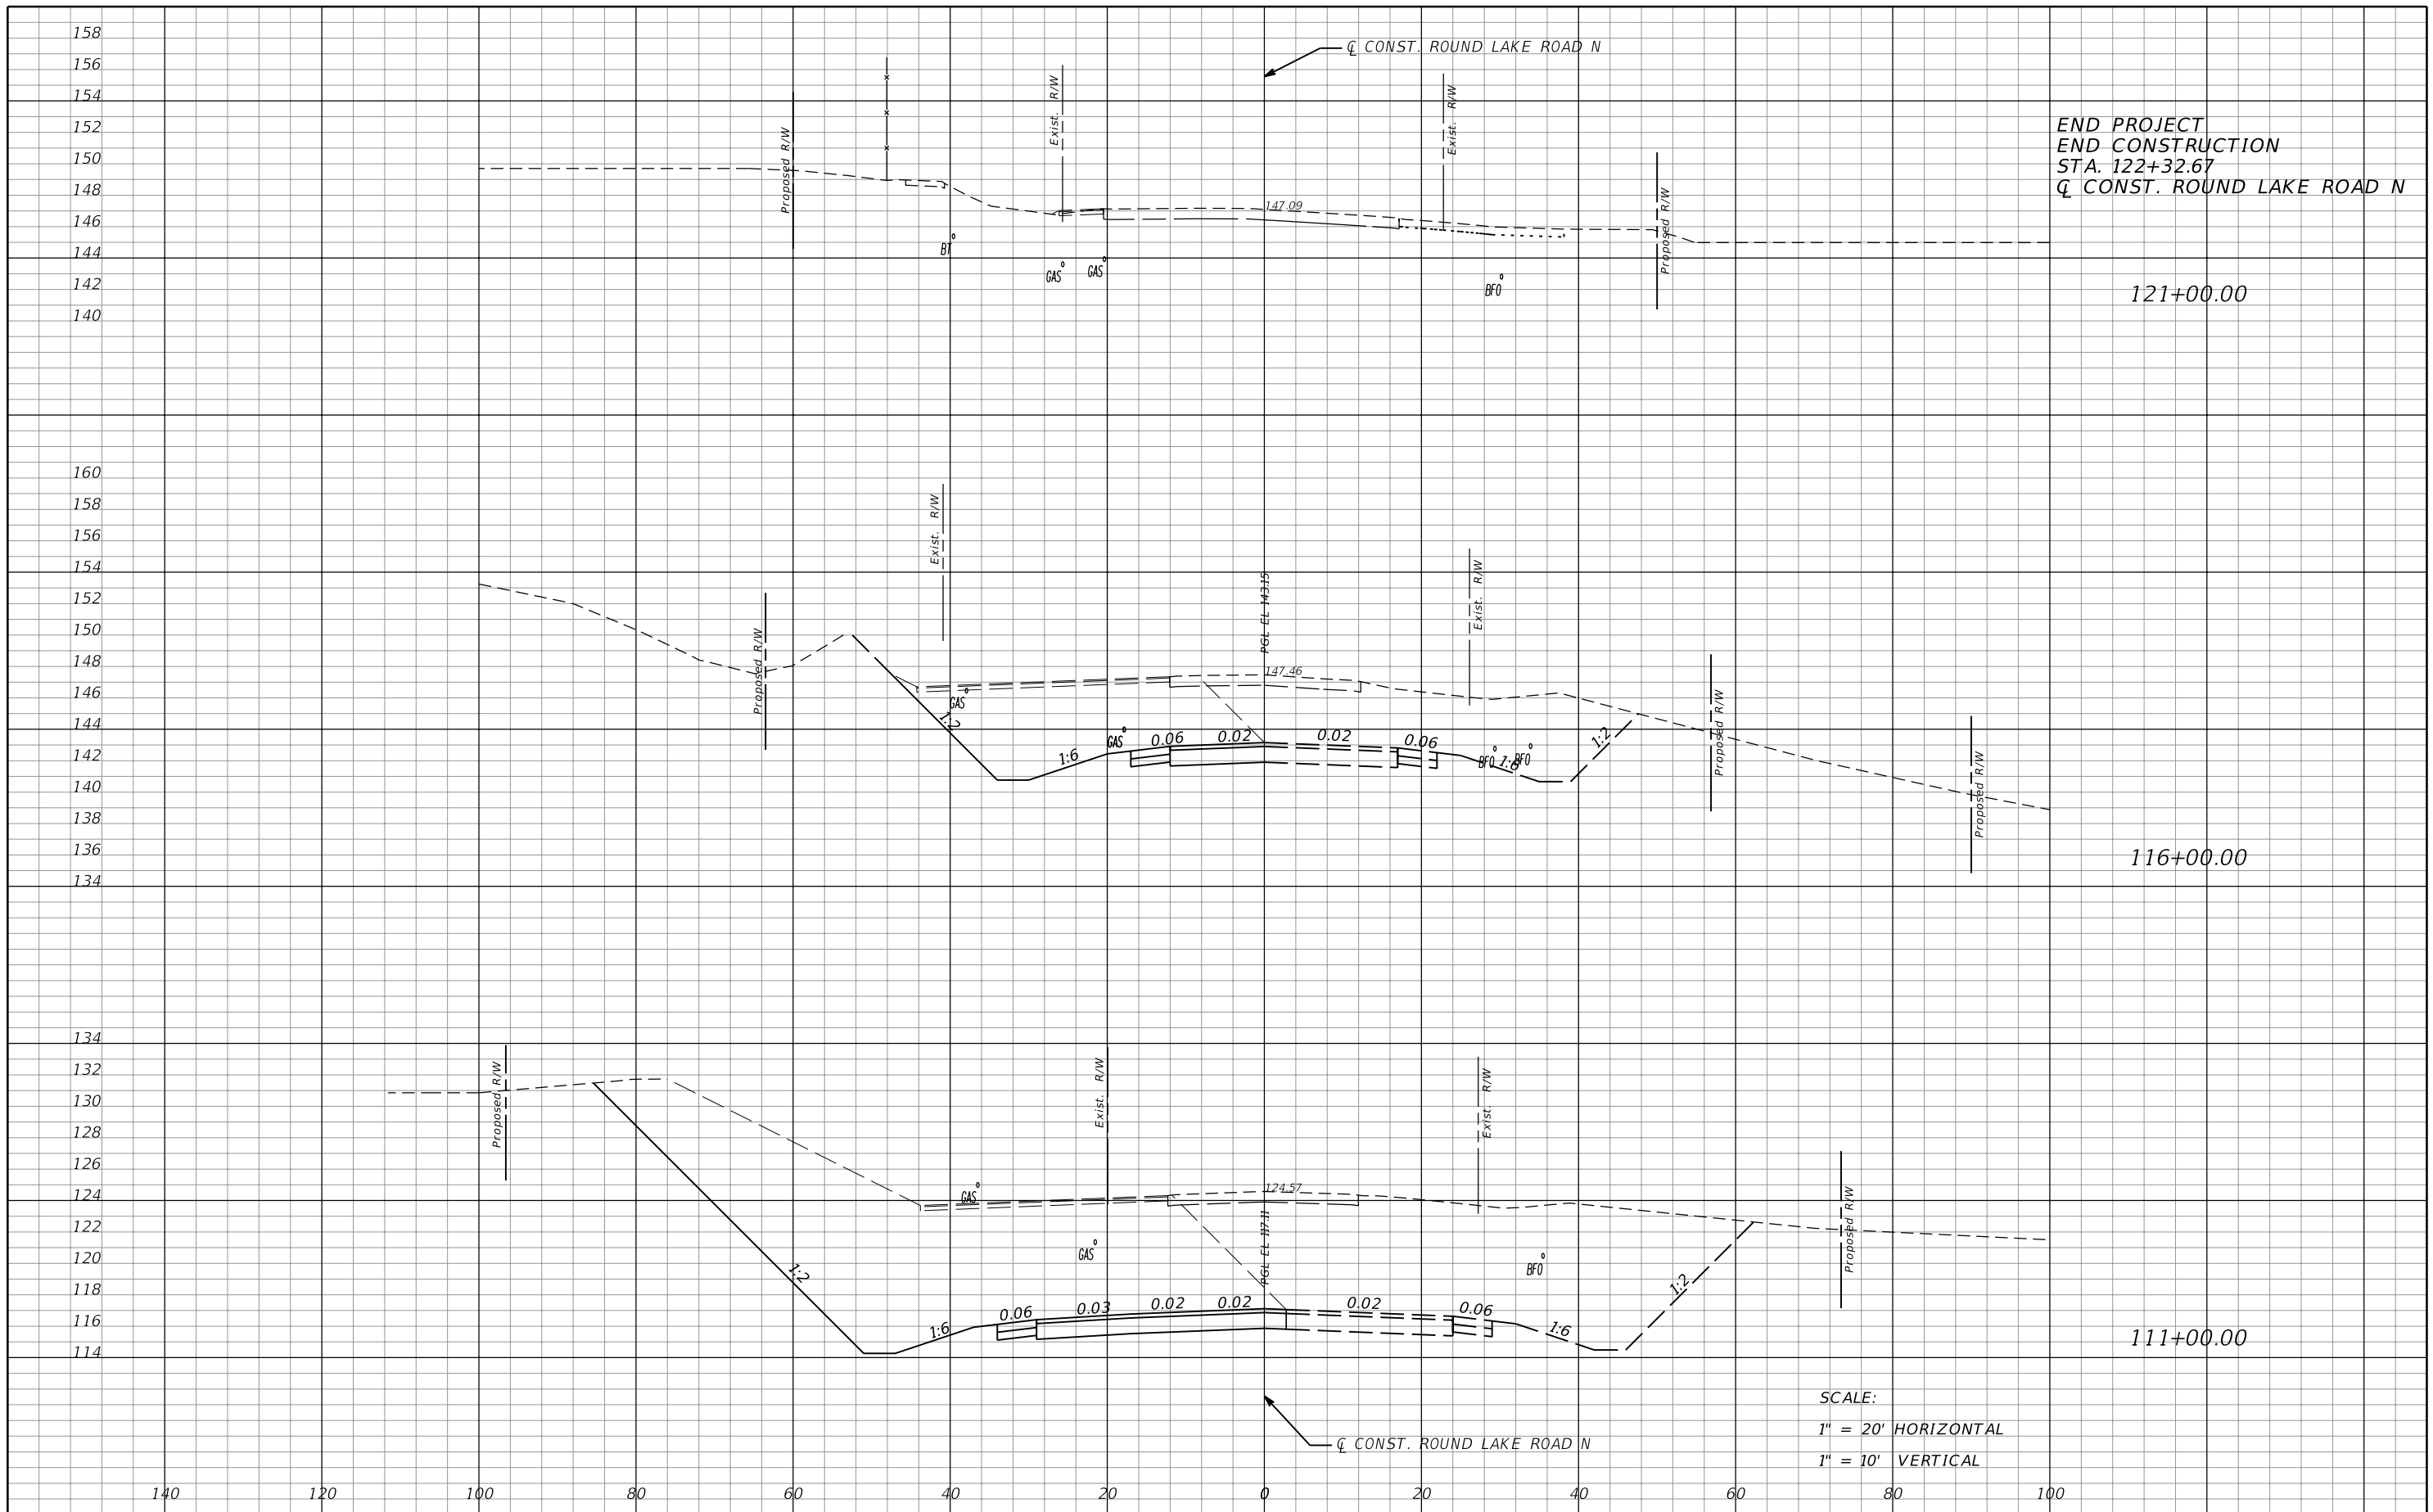 158
156
154
152
150
148
146
144
142
140
℄ CONST. ROUND LAKE ROAD N
Proposed R/W
Exist. R/W
Exist. R/W
Proposed R/W
147.09
BT
GAS
GAS
BFO
END PROJECT
END CONSTRUCTION
STA. 122+32.67
℄ CONST. ROUND LAKE ROAD N
121+00.00
160
158
156
154
152
150
148
146
144
142
140
138
136
134
Proposed R/W
Exist. R/W
PGL EL 143.15
Exist. R/W
Proposed R/W
Proposed R/W
147.46
GAS
1:2
GAS
1:6
0.06
0.02
0.02
0.06
BFO
1:6
BFO
1:2
116+00.00
134
132
130
128
126
124
122
120
118
116
114
Proposed R/W
Exist. R/W
Exist. R/W
Proposed R/W
124.57
PGL EL 117.11
GAS
GAS
BFO
1:2
1:6
0.06
0.03
0.02
0.02
0.02
0.06
1:6
1:2
111+00.00
℄ CONST. ROUND LAKE ROAD N
SCALE:
1" = 20' HORIZONTAL
1" = 10' VERTICAL
140 120 100 80 60 40 20 0 20 40 60 80 100